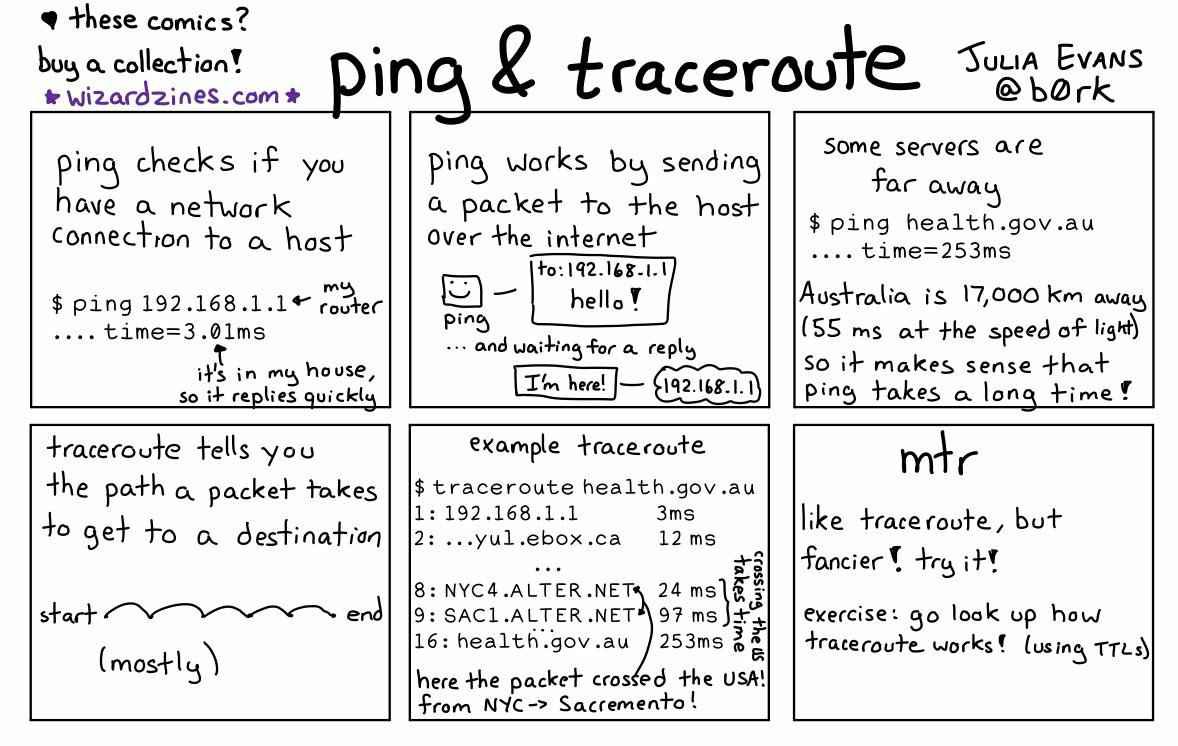 ♥ these comics?
buy a collection!
★ wizardzines.com ★
ping & traceroute
JULIA EVANS
@b0rk
ping checks if you
have a network
connection to a host
$ ping 192.168.1.1 ← my
router
.... time=3.01ms
it's in my house,
so it replies quickly
ping works by sending
a packet to the host
over the internet
to: 192.168.1.1
hello!
ping
... and waiting for a reply
I'm here!
192.168.1.1
some servers are
far away
$ ping health.gov.au
.... time=253ms
Australia is 17,000 km away
(55 ms at the speed of light)
so it makes sense that
ping takes a long time!
traceroute tells you
the path a packet takes
to get to a destination
start
end
(mostly)
example traceroute
$ traceroute health.gov.au
1: 192.168.1.1 3ms
2: ...yul.ebox.ca 12 ms
...
8: NYC4.ALTER.NET 24 ms
9: SAC1.ALTER.NET 97 ms
...
16: health.gov.au 253ms
crossing the US
takes time
here the packet crossed the USA!
from NYC -> Sacremento!
mtr
like traceroute, but
fancier! try it!
exercise: go look up how
traceroute works! (using TTLs)